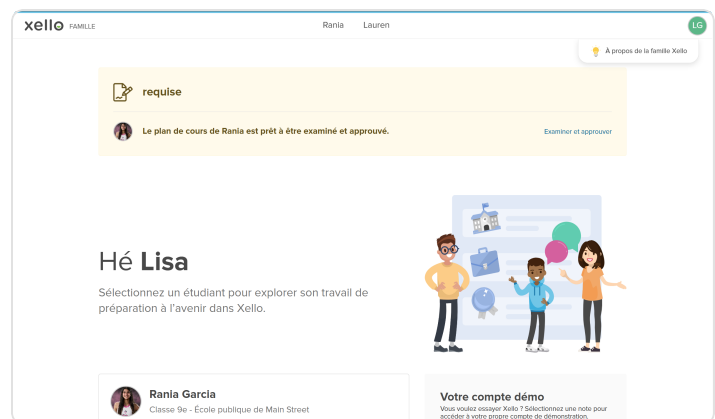 xello FAMILLE
Rania Lauren
LG
À propos de la famille Xello
requise
Le plan de cours de Rania est prêt à être examiné et approuvé.
Examiner et approuver
Hé Lisa
Sélectionnez un étudiant pour explorer son travail de
préparation à l'avenir dans Xello.
Rania Garcia
Classe 9e - École publique de Main Street
Votre compte démo
Vous voulez essayer Xello ? Sélectionnez une note pour
accéder à votre propre compte de démonstration.